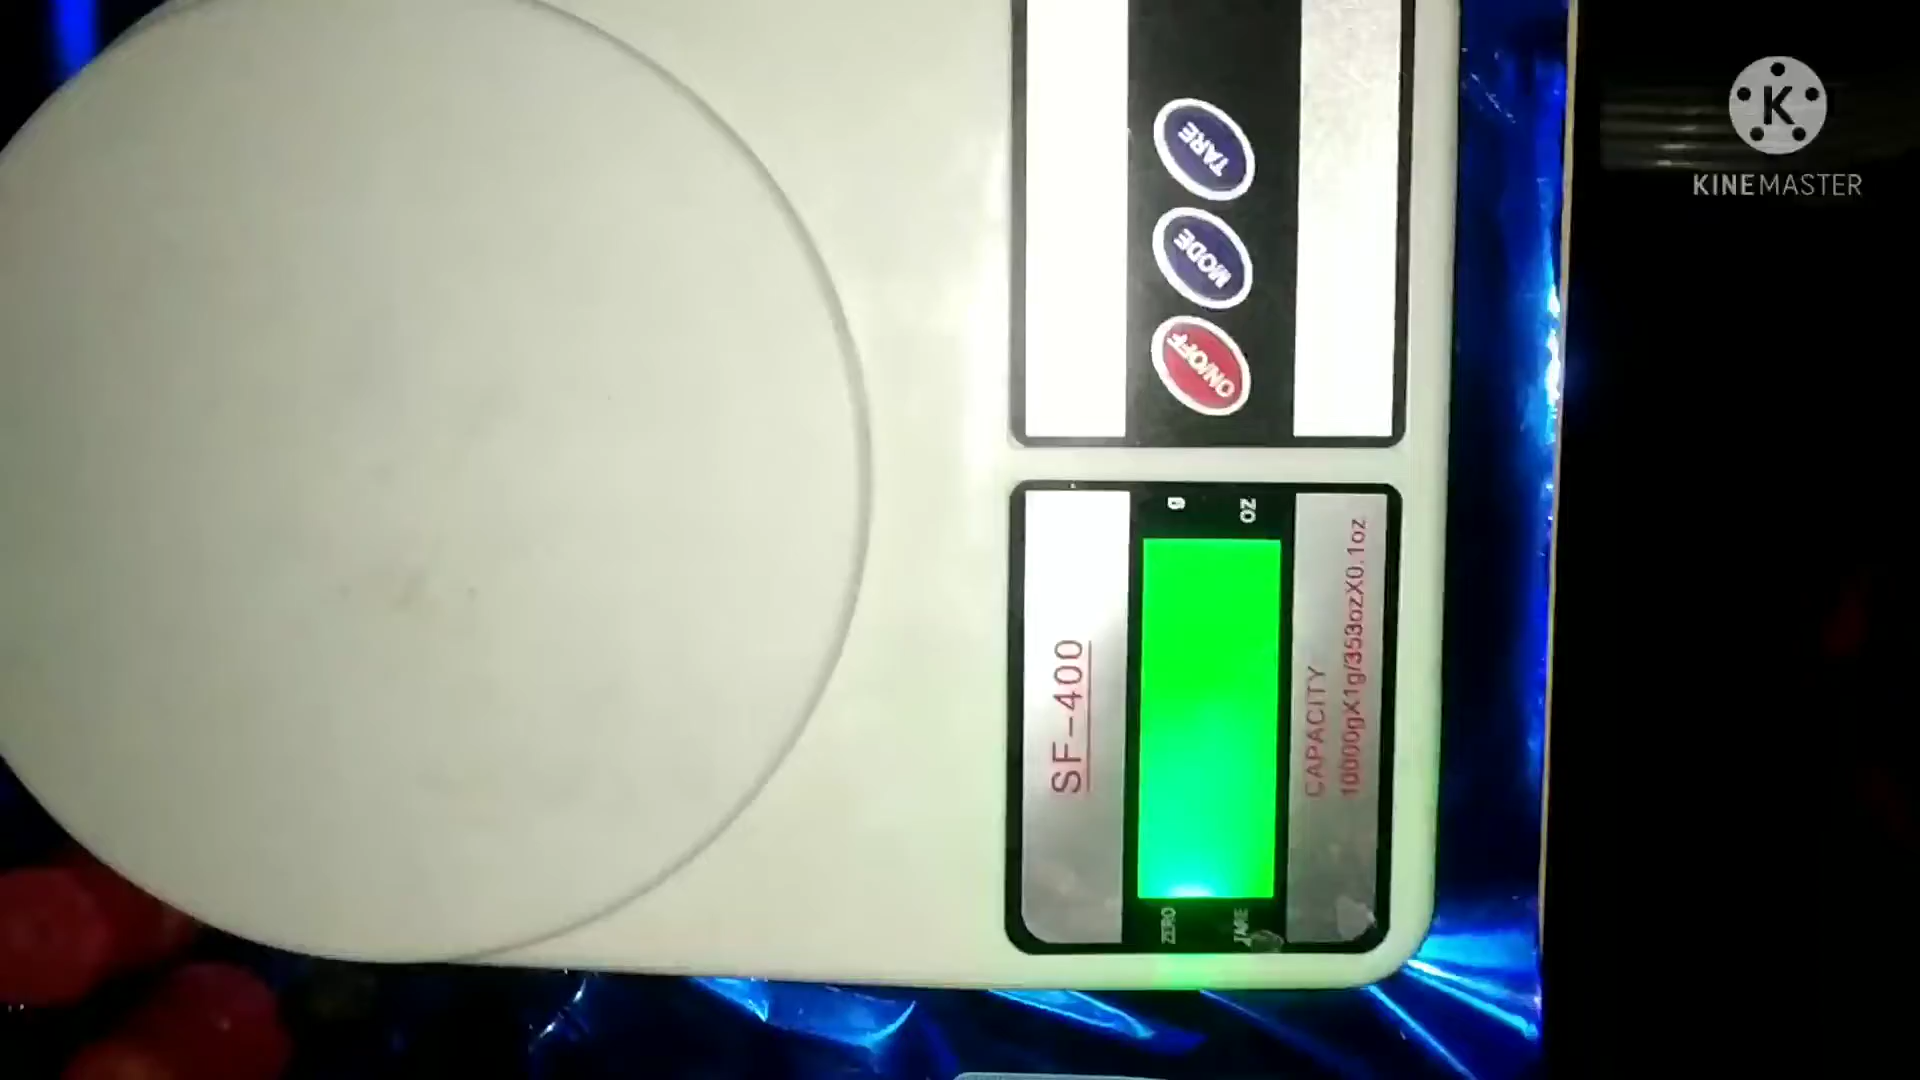 TARE
MODE
ON/OFF
g
OZ
SF-400
CAPACITY
10000gX1g/353ozX0.1oz
ZERO
TARE
K
KINEMASTER